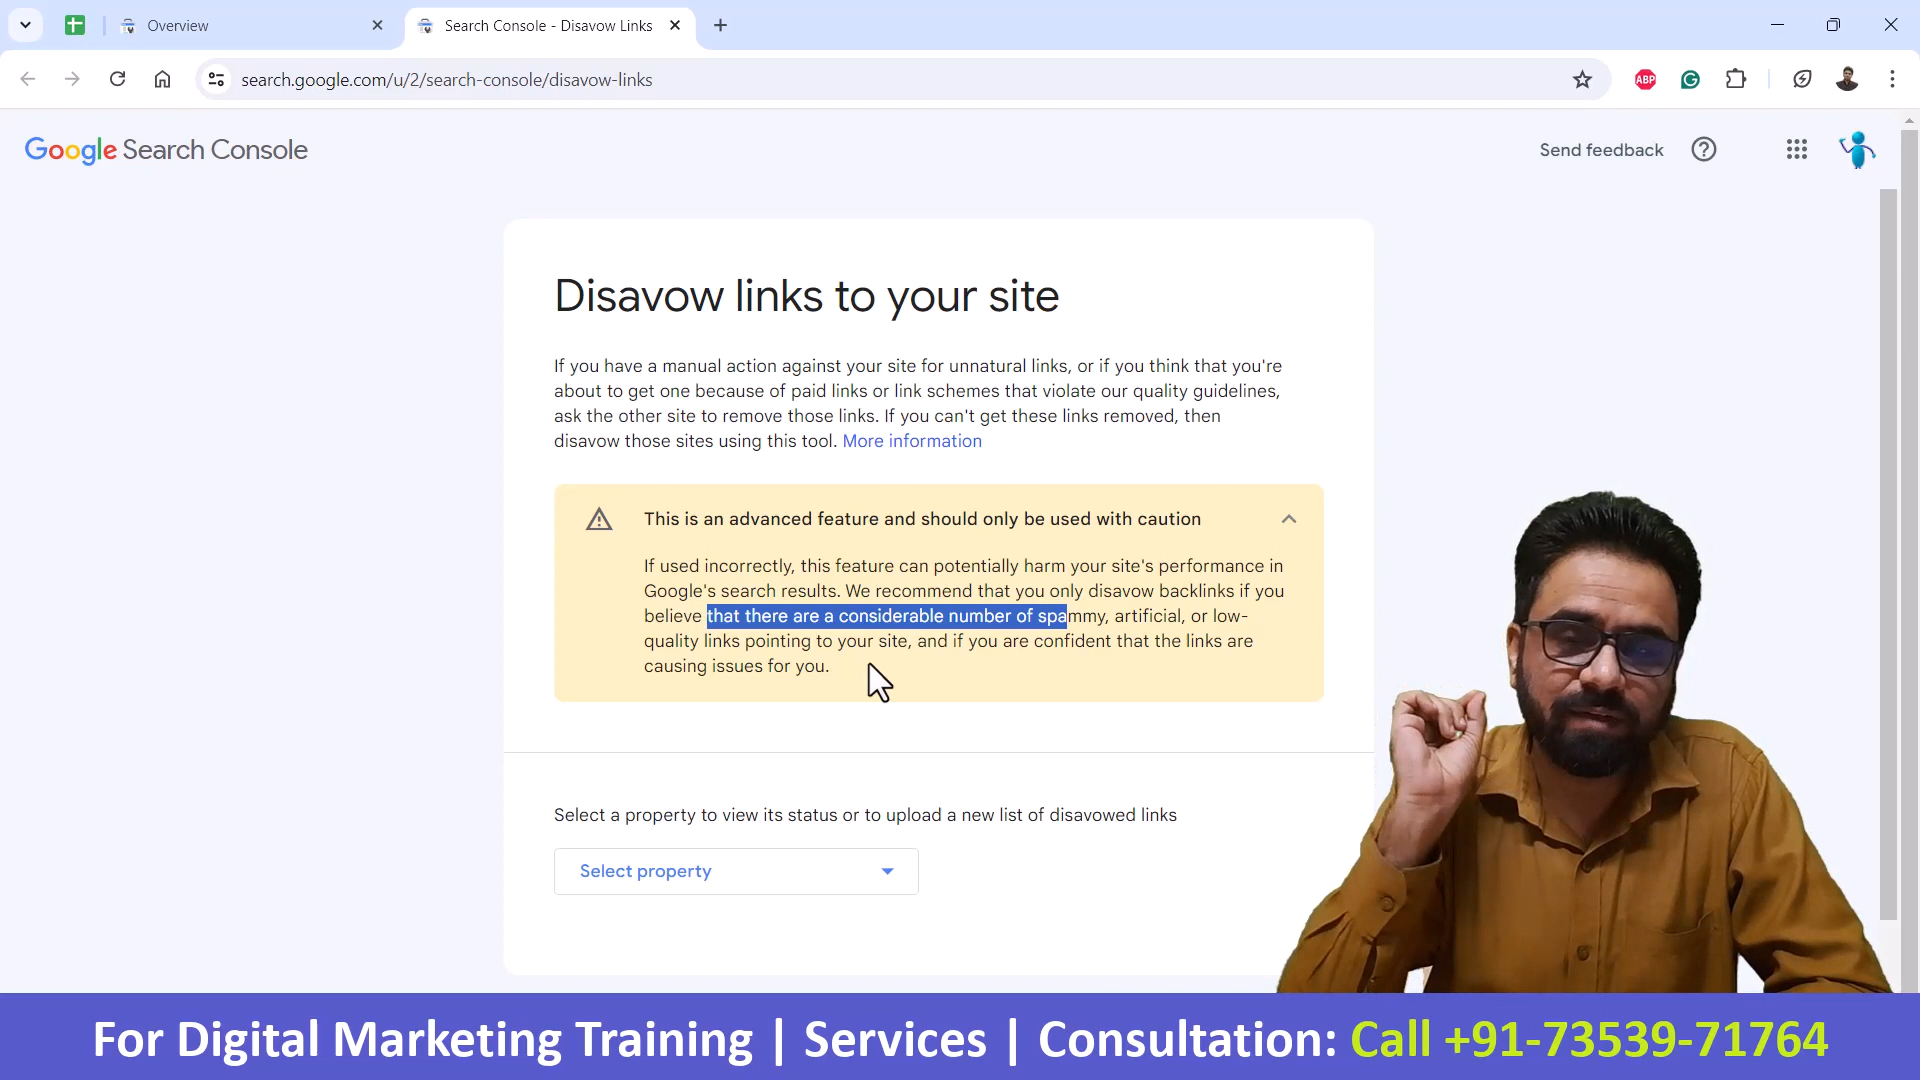 Overview
Search Console - Disavow Links
search.google.com/u/2/search-console/disavow-links
ABP
Google Search Console
Send feedback
Disavow links to your site
If you have a manual action against your site for unnatural links, or if you think that you're
about to get one because of paid links or link schemes that violate our quality guidelines,
ask the other site to remove those links. If you can't get these links removed, then
disavow those sites using this tool. More information
This is an advanced feature and should only be used with caution
If used incorrectly, this feature can potentially harm your site's performance in
Google's search results. We recommend that you only disavow backlinks if you
believe that there are a considerable number of spammy, artificial, or low-
quality links pointing to your site, and if you are confident that the links are
causing issues for you.
Select a property to view its status or to upload a new list of disavowed links
Select property
For Digital Marketing Training | Services | Consultation: Call +91-73539-71764